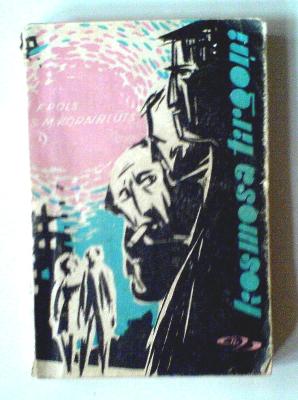 F. POLS
S. M. KORNBLUTS
kosmosa tirgoņi